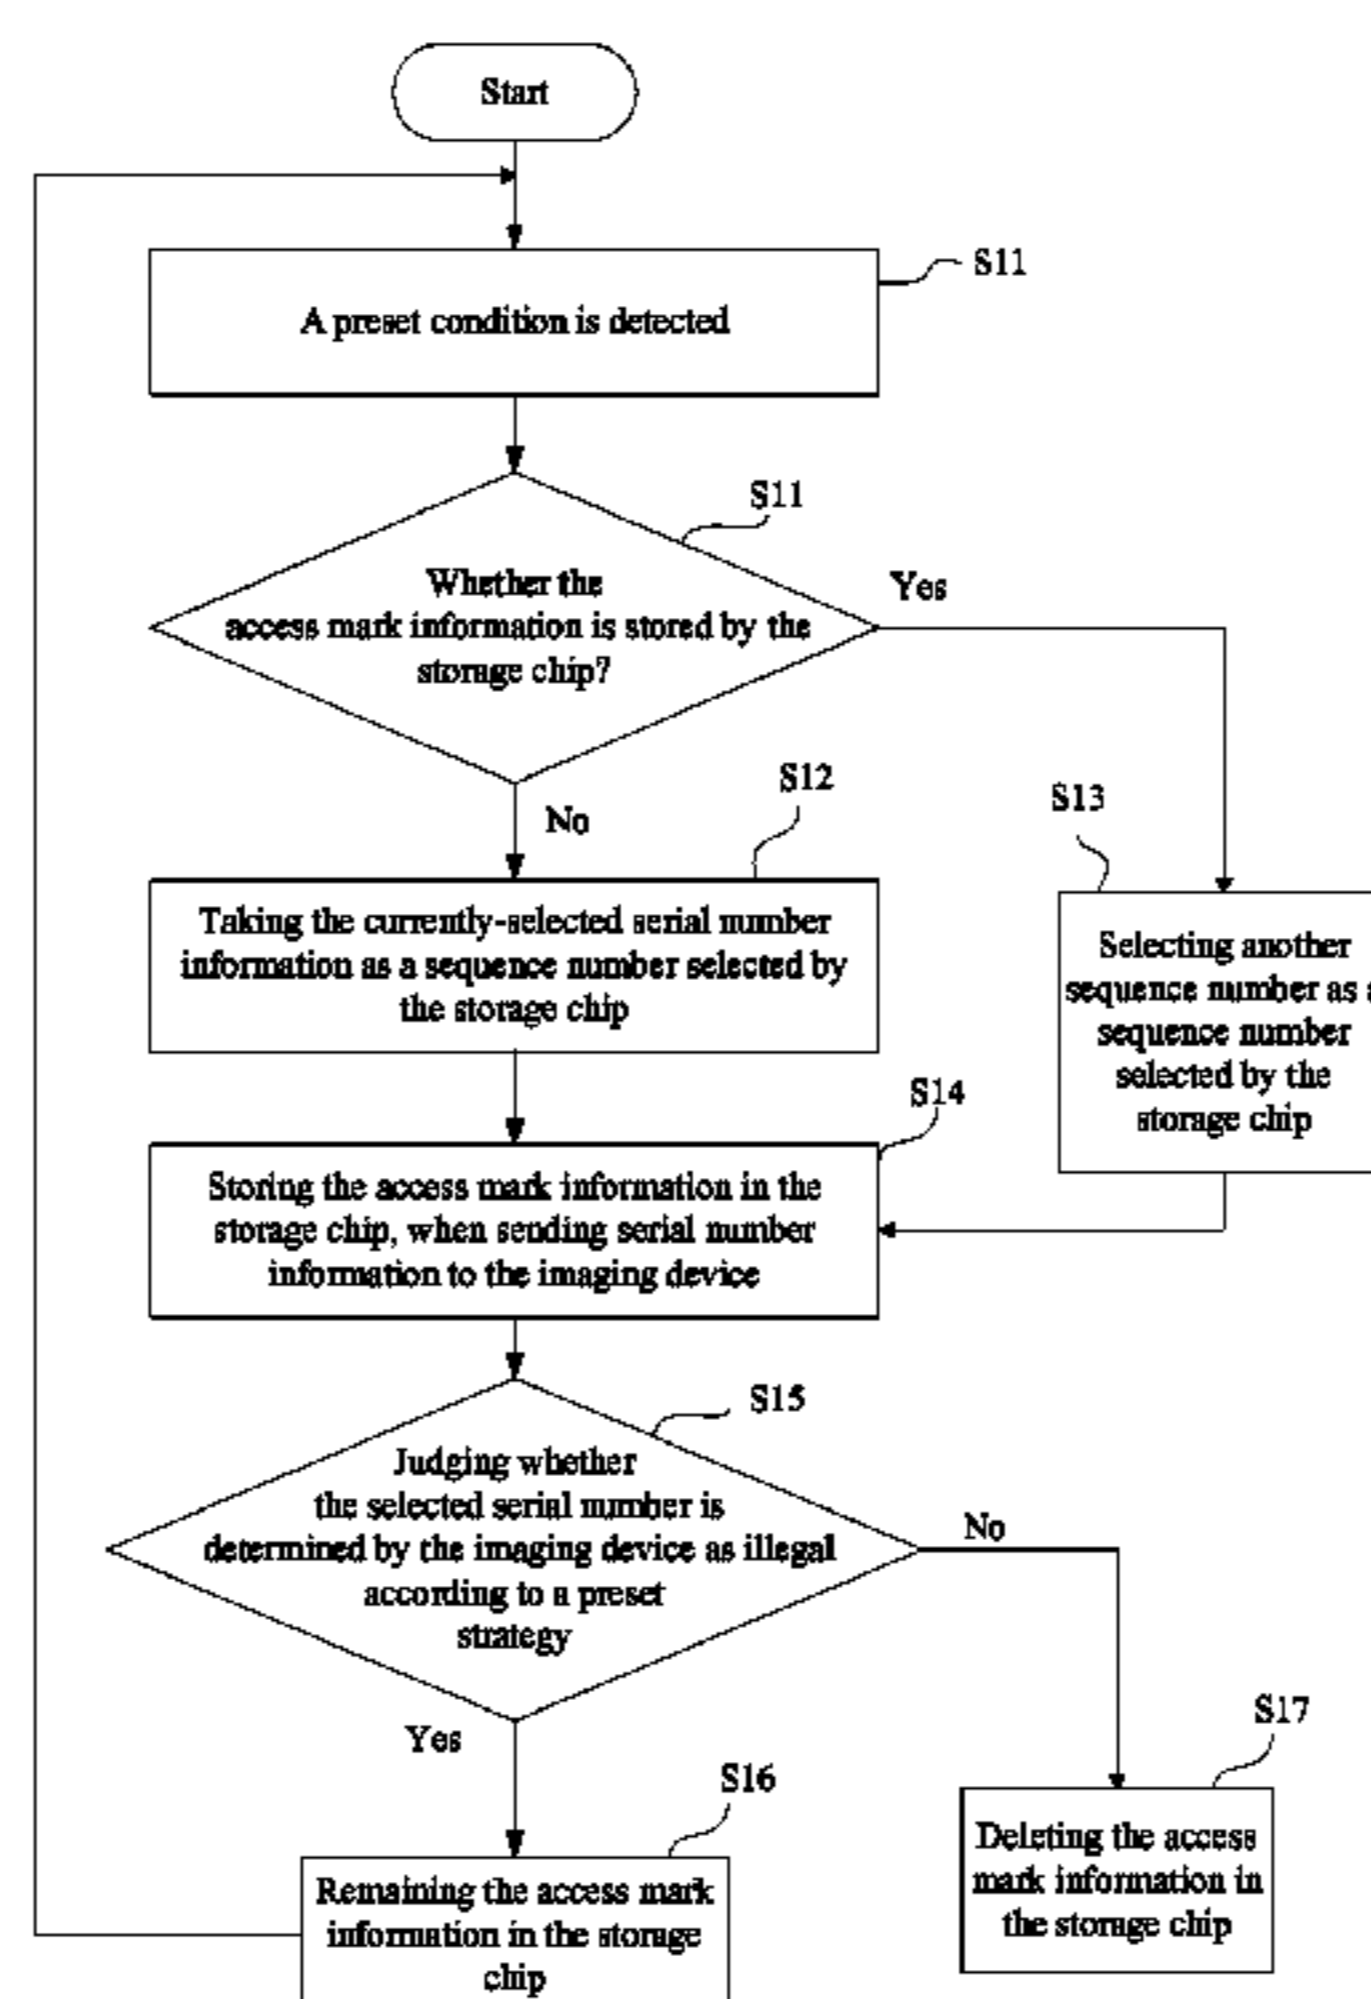 Start
S11
A preset condition is detected
S11
Whether the
access mark information is stored by the
storage chip?
Yes
No
S12
Taking the currently-selected serial number
information as a sequence number selected by
the storage chip
S13
Selecting another
sequence number as a
sequence number
selected by the
storage chip
S14
Storing the access mark information in the
storage chip, when sending serial number
information to the imaging device
S15
Judging whether
the selected serial number is
determined by the imaging device as illegal
according to a preset
strategy
No
Yes
S16
Remaining the access mark
information in the storage
chip
S17
Deleting the access
mark information in
the storage chip